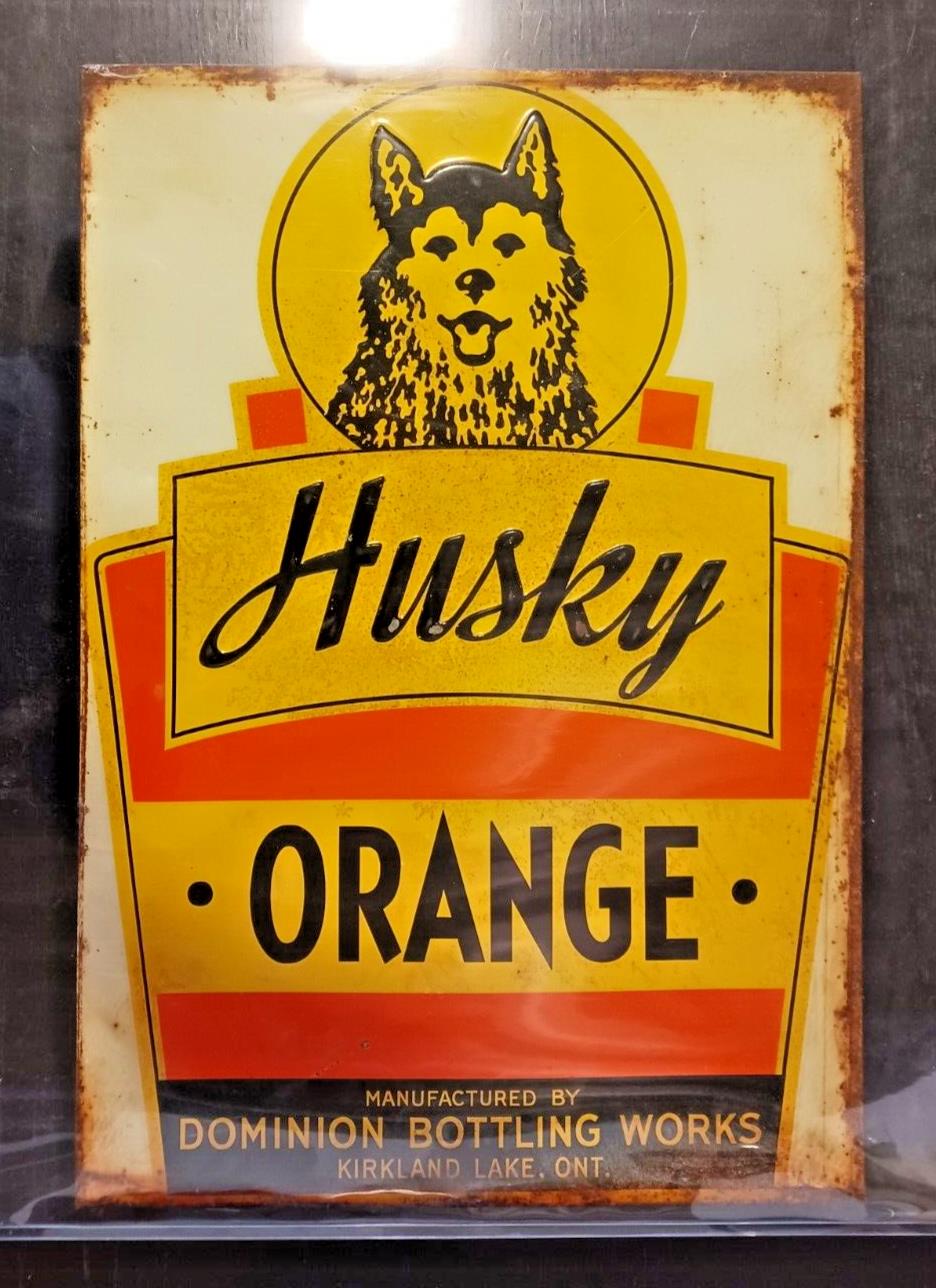 Husky
• ORANGE •
MANUFACTURED BY
DOMINION BOTTLING WORKS
KIRKLAND LAKE, ONT.